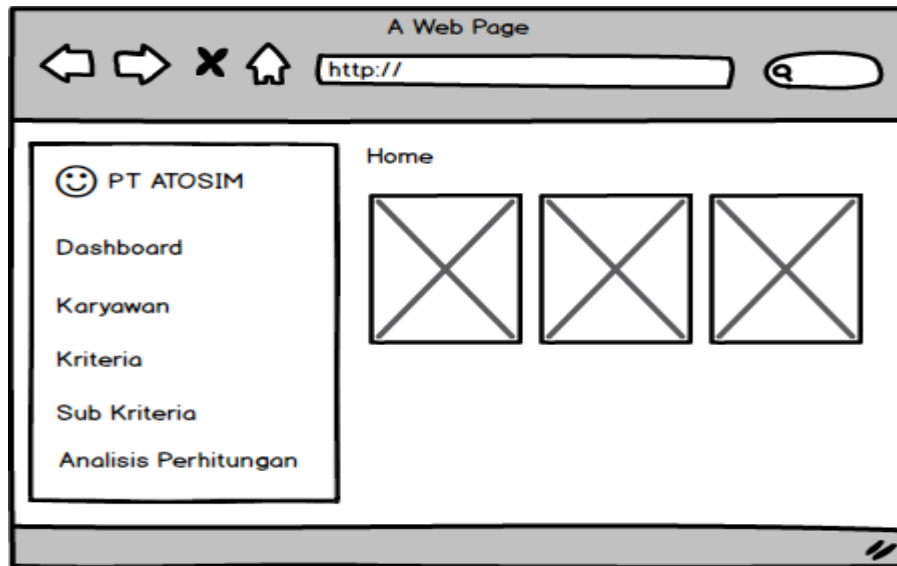 A Web Page
http://
PT ATOSIM
Dashboard
Karyawan
Kriteria
Sub Kriteria
Analisis Perhitungan
Home